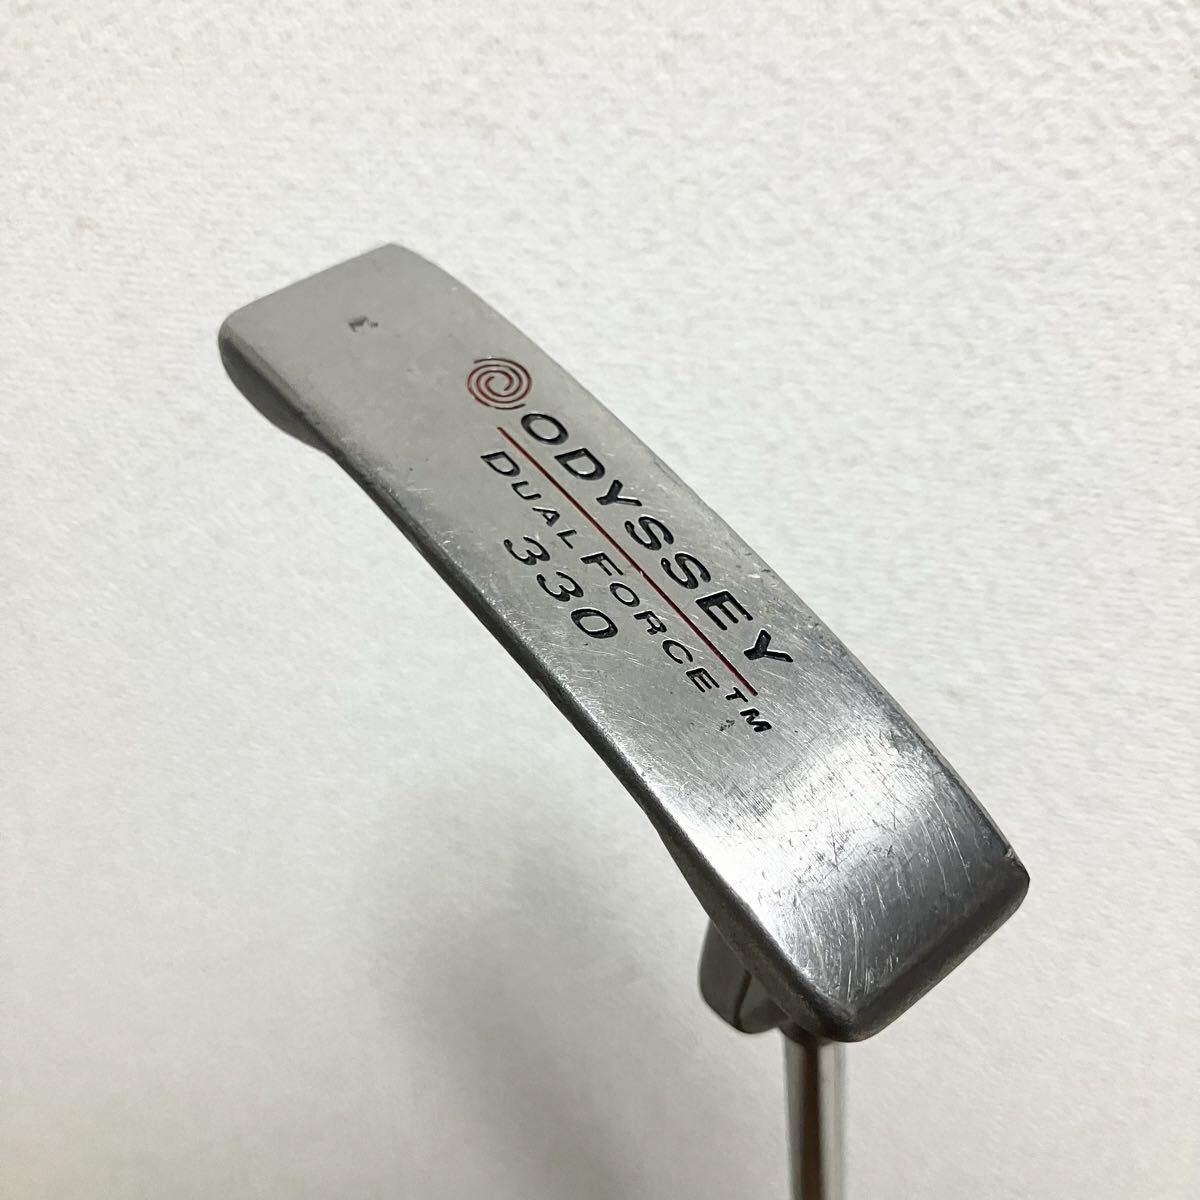 ODYSSEY
DUAL FORCE™
330